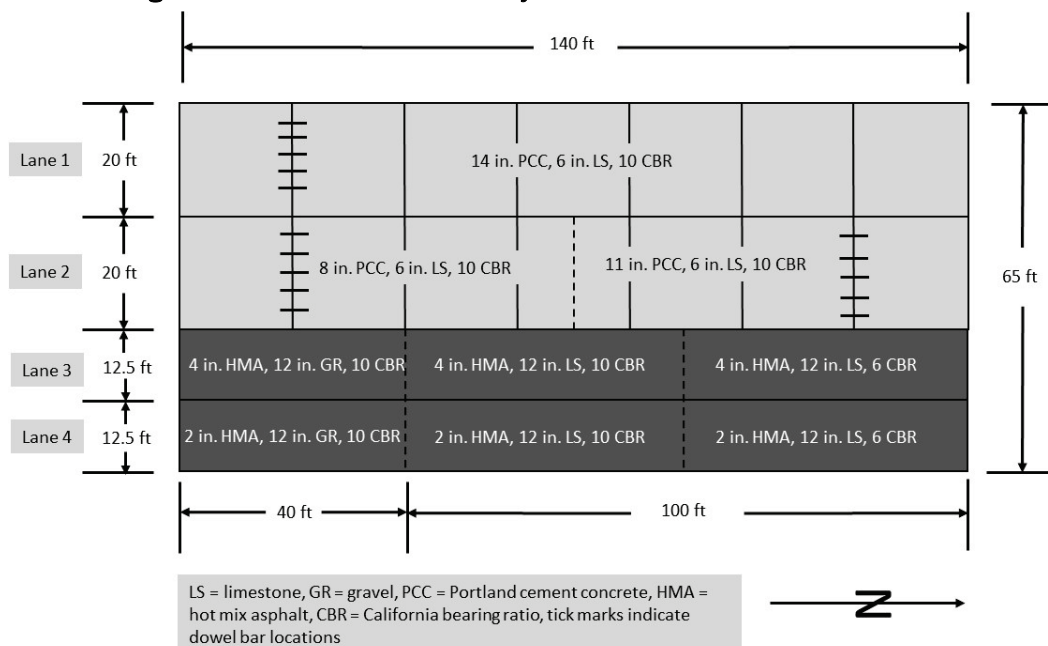 140 ft
Lane 1
20 ft
14 in. PCC, 6 in. LS, 10 CBR
Lane 2
20 ft
8 in. PCC, 6 in. LS, 10 CBR
11 in. PCC, 6 in. LS, 10 CBR
65 ft
Lane 3
12.5 ft
4 in. HMA, 12 in. GR, 10 CBR
4 in. HMA, 12 in. LS, 10 CBR
4 in. HMA, 12 in. LS, 6 CBR
Lane 4
12.5 ft
2 in. HMA, 12 in. GR, 10 CBR
2 in. HMA, 12 in. LS, 10 CBR
2 in. HMA, 12 in. LS, 6 CBR
40 ft
100 ft
LS = limestone, GR = gravel, PCC = Portland cement concrete, HMA =
hot mix asphalt, CBR = California bearing ratio, tick marks indicate
dowel bar locations
N